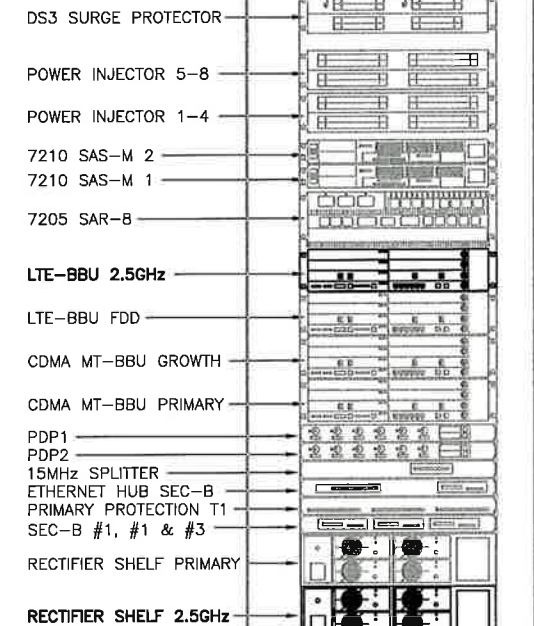 DS3 SURGE PROTECTOR
POWER INJECTOR 5-8
POWER INJECTOR 1-4
7210 SAS-M 2
7210 SAS-M 1
7205 SAR-8
LTE-BBU 2.5GHz
LTE-BBU FDD
CDMA MT-BBU GROWTH
CDMA MT-BBU PRIMARY
PDP1
PDP2
15MHz SPLITTER
ETHERNET HUB SEC-B
PRIMARY PROTECTION T1
SEC-B #1, #1 & #3
RECTIFIER SHELF PRIMARY
RECTIFIER SHELF 2.5GHz